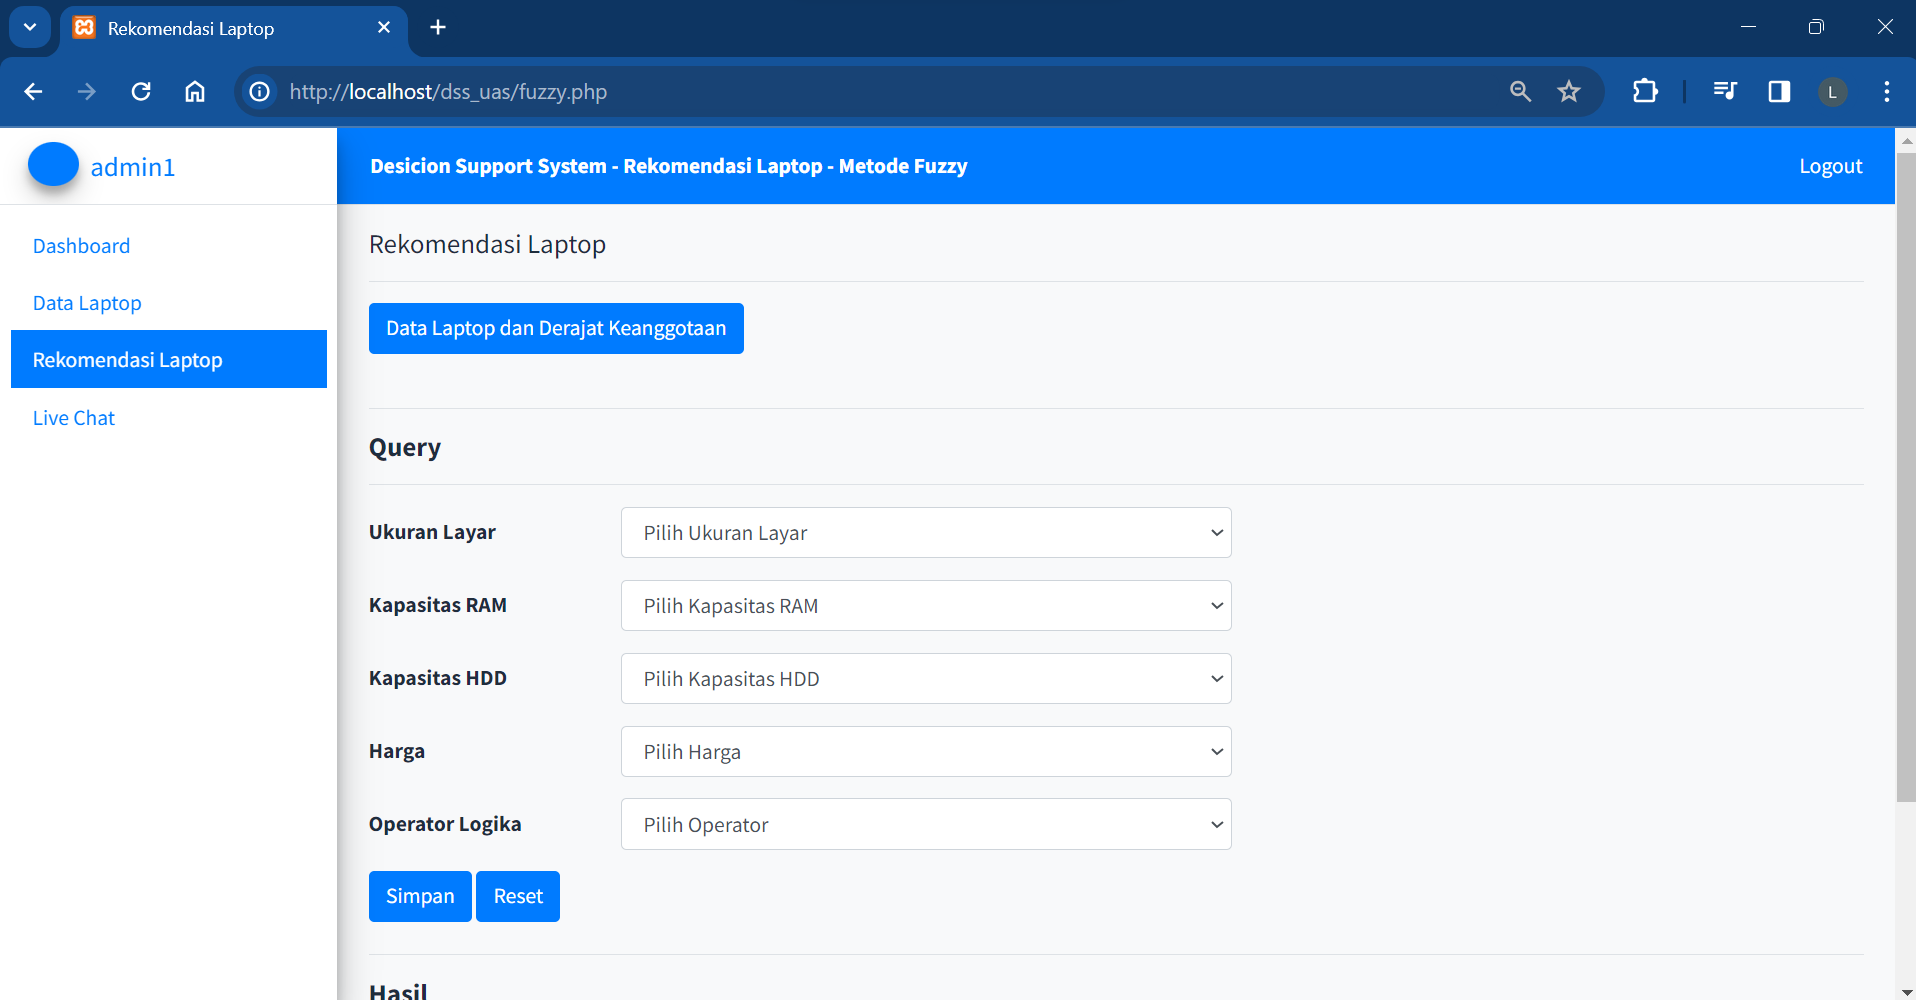 Rekomendasi Laptop
http://localhost/dss_uas/fuzzy.php
L
admin1
Desicion Support System - Rekomendasi Laptop - Metode Fuzzy
Logout
Dashboard
Data Laptop
Rekomendasi Laptop
Live Chat
Rekomendasi Laptop
Data Laptop dan Derajat Keanggotaan
Query
Ukuran Layar
Pilih Ukuran Layar
Kapasitas RAM
Pilih Kapasitas RAM
Kapasitas HDD
Pilih Kapasitas HDD
Harga
Pilih Harga
Operator Logika
Pilih Operator
Simpan
Reset
Hasil